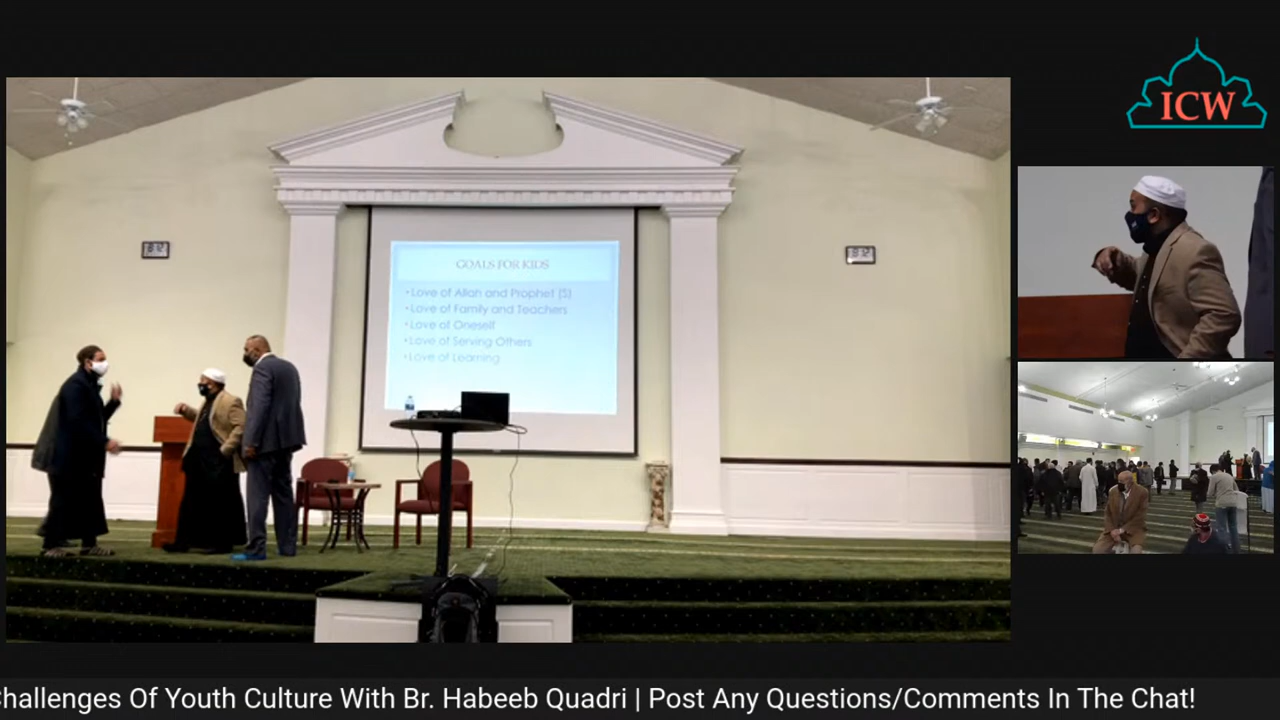 ICW
GOALS FOR KIDS
• Love of Allah and Prophet (S)
• Love of Family and Teachers
• Love of Oneself
• Love of Serving Others
• Love of Learning
Challenges Of Youth Culture With Br. Habeeb Quadri | Post Any Questions/Comments In The Chat!